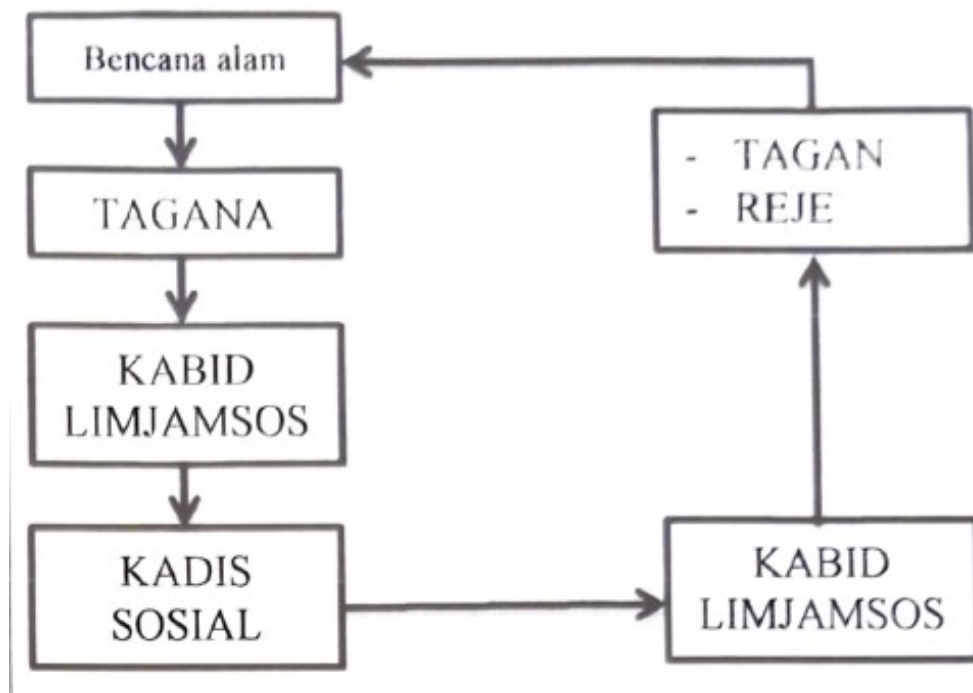 Bencana alam
TAGANA
KABID
LIMJAMSOS
KADIS
SOSIAL
KABID
LIMJAMSOS
- TAGAN
- REJE